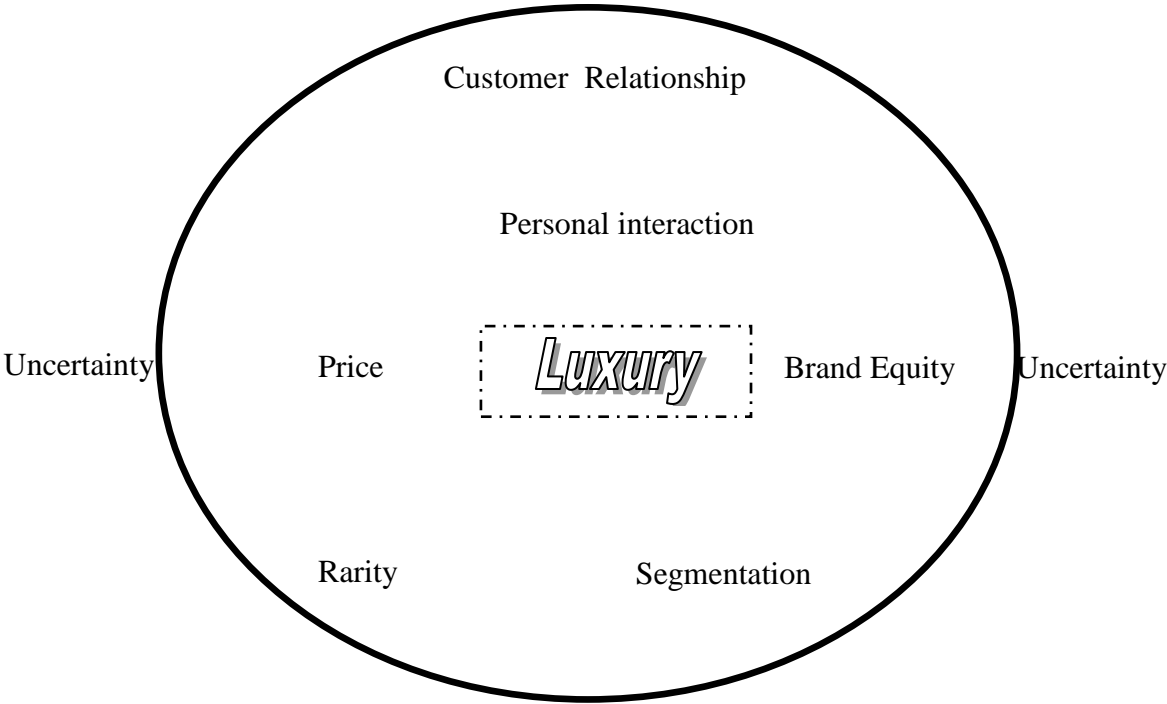 Customer Relationship
Personal interaction
Uncertainty
Price
Luxury
Brand Equity
Uncertainty
Rarity
Segmentation